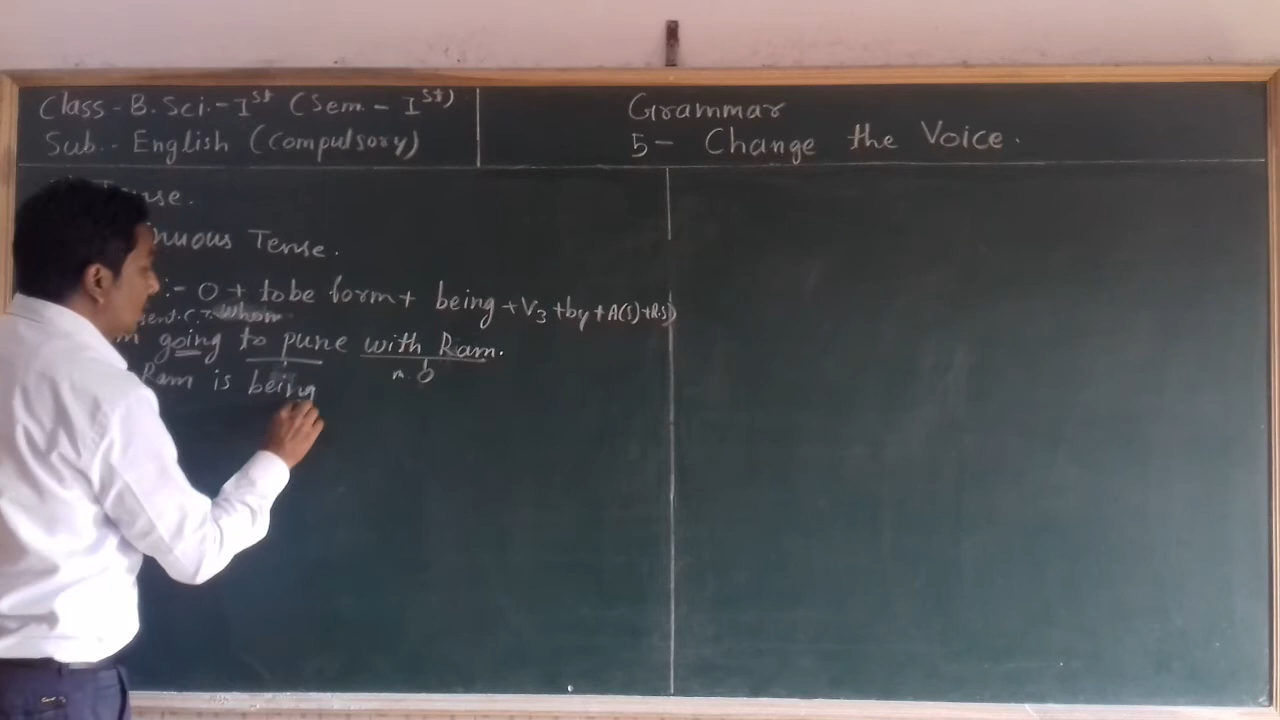 Class - B.Sci. - Ist (Sem. - Ist)
Sub. - English (Compulsory)
Grammar
5 - Change the Voice.
Tense.
nuous Tense.
:- O + tobe form + being + V3 + by + A(S) + R.S)
sent. C.T. Whom
going to pune with Ram.
O
Ram is being